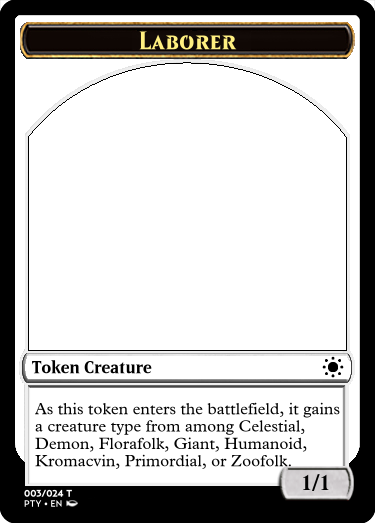 LABORER
Token Creature
As this token enters the battlefield, it gains
a creature type from among Celestial,
Demon, Florafolk, Giant, Humanoid,
Kromacvin, Primordial, or Zoofolk.
1/1
003/024 T
PTY • EN